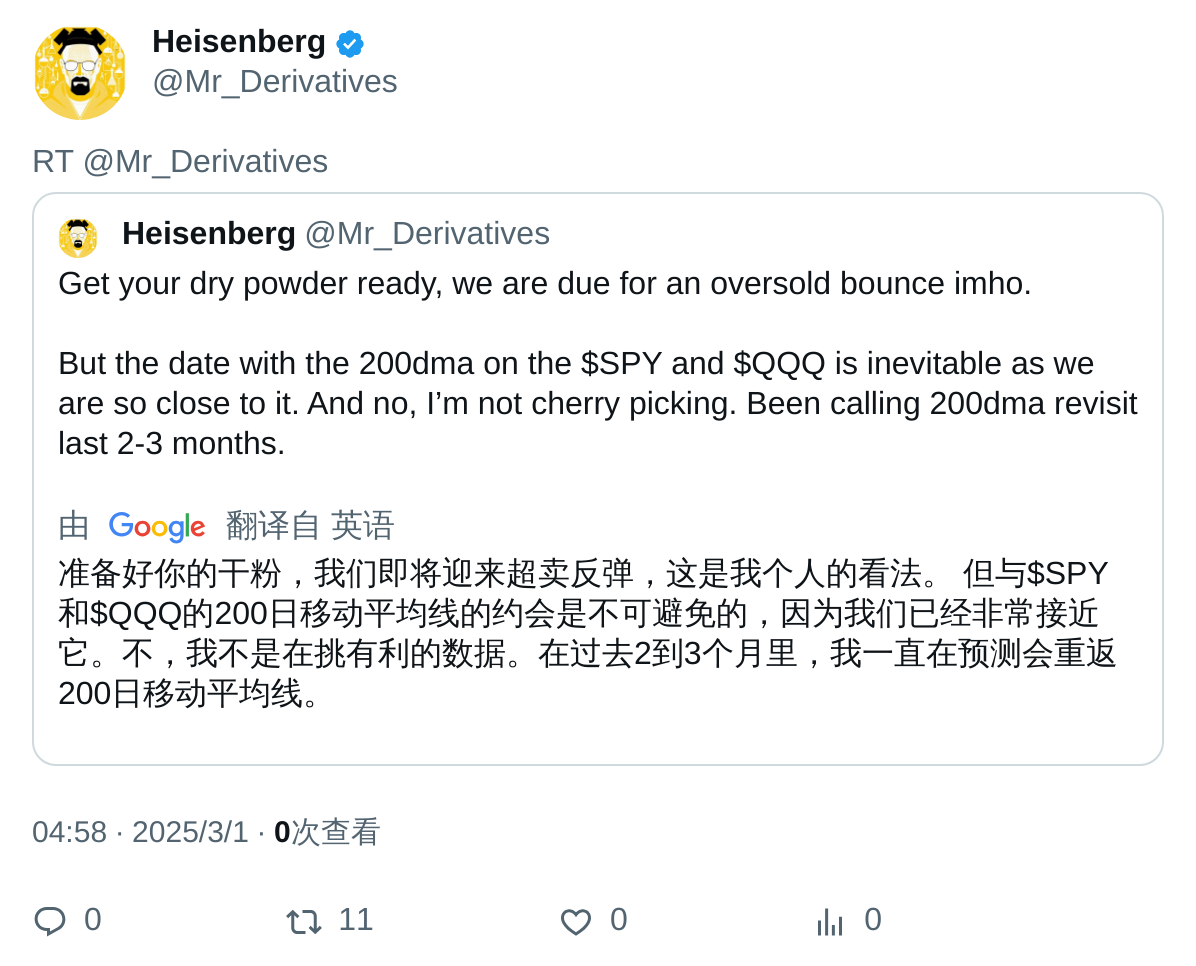 Heisenberg
@Mr_Derivatives
RT @Mr_Derivatives
Heisenberg @Mr_Derivatives
Get your dry powder ready, we are due for an oversold bounce imho.
But the date with the 200dma on the $SPY and $QQQ is inevitable as we
are so close to it. And no, I’m not cherry picking. Been calling 200dma revisit
last 2-3 months.
由 Google 翻译自 英语
准备好你的干粉，我们即将迎来超卖反弹，这是我个人的看法。 但与$SPY
和$QQQ的200日移动平均线的约会是不可避免的，因为我们已经非常接近
它。不，我不是在挑有利的数据。在过去2到3个月里，我一直在预测会重返
200日移动平均线。
04:58 · 2025/3/1 · 0次查看
0 11 0 0